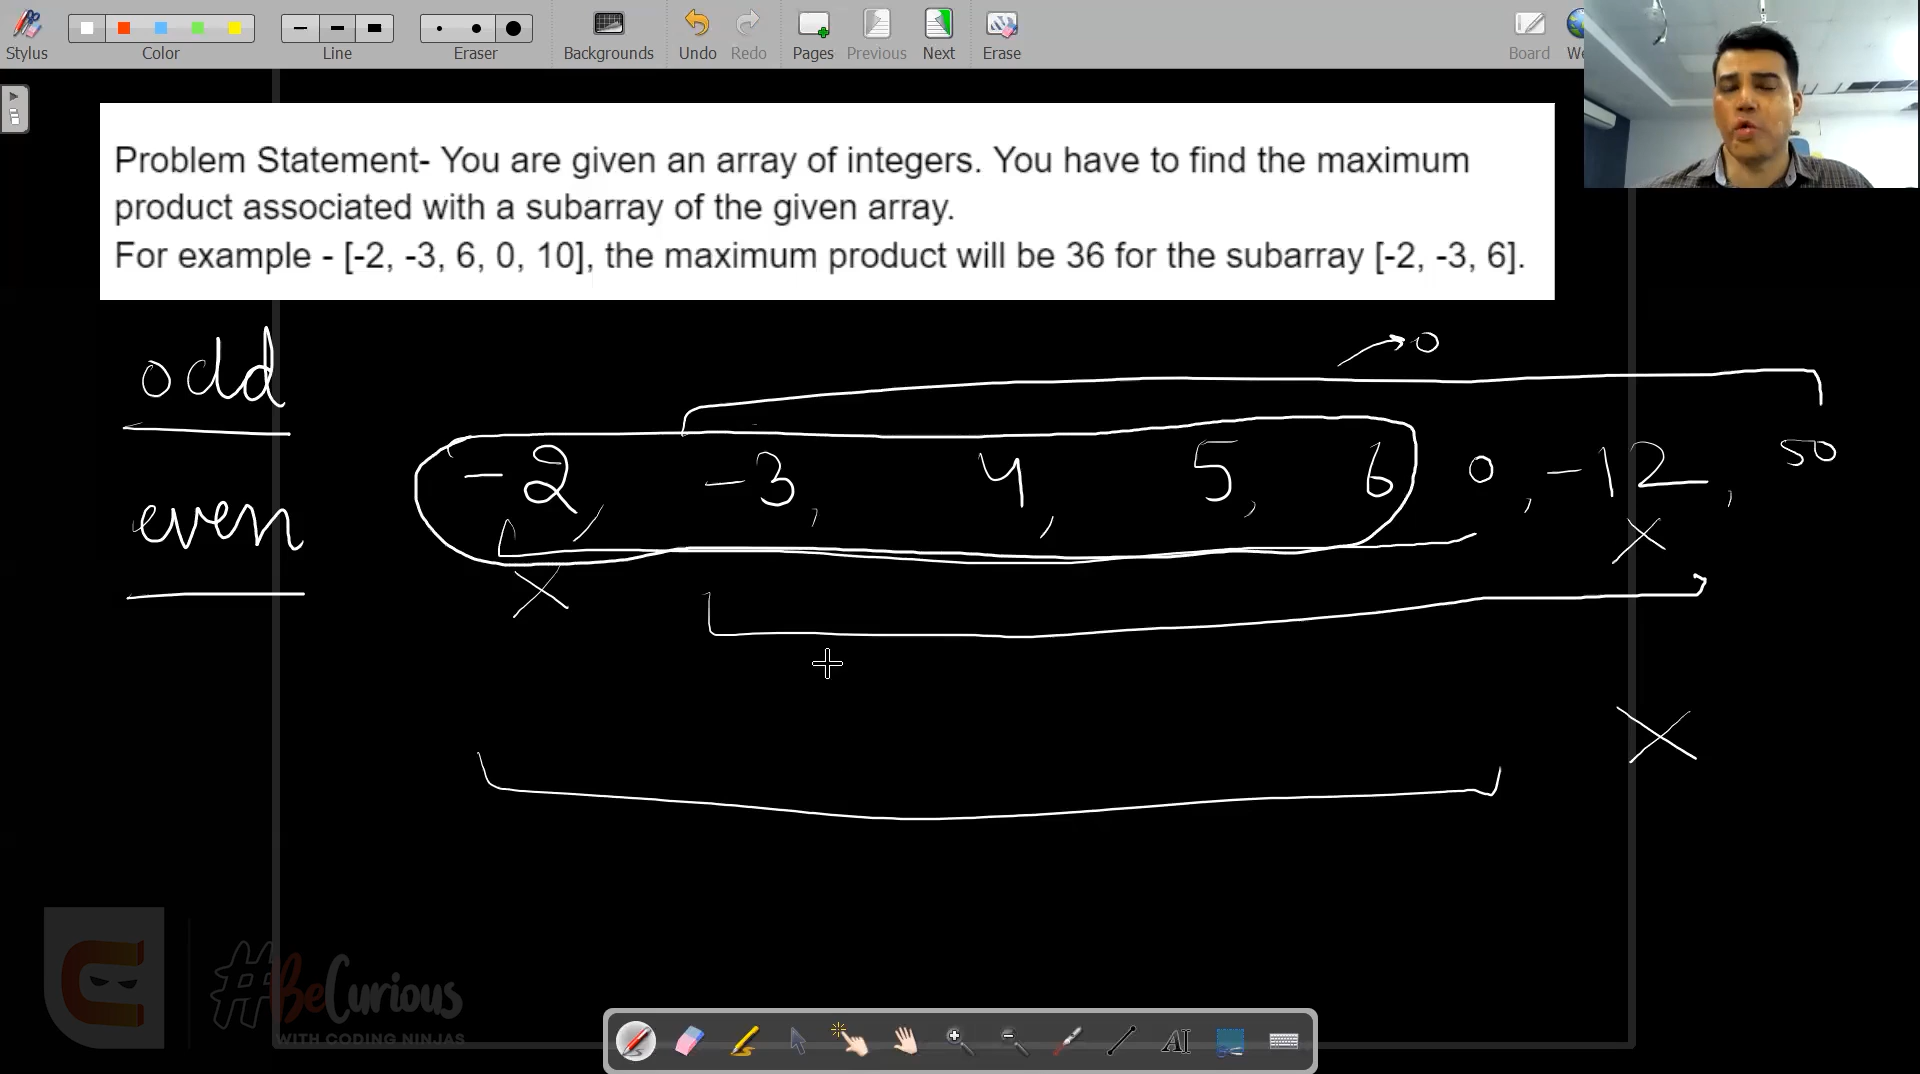 Stylus Color Line Eraser Backgrounds Undo Redo Pages Previous Next Erase Board
Problem Statement- You are given an array of integers. You have to find the maximum
product associated with a subarray of the given array.
For example - [-2, -3, 6, 0, 10], the maximum product will be 36 for the subarray [-2, -3, 6].
odd
0
-2, -3, 4, 5, 6 0, -12, 50
even
#BeCurious
WITH CODING NINJAS
AI